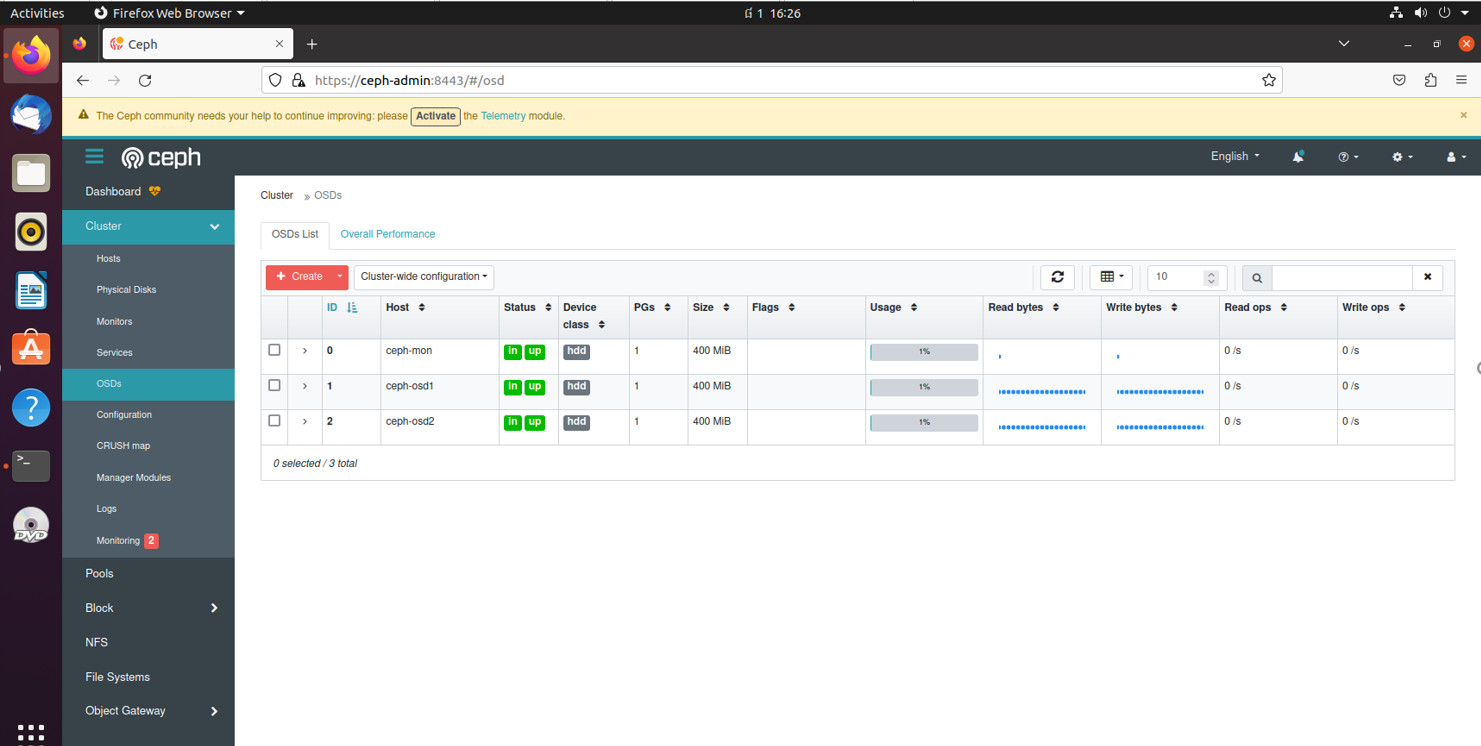 Activities
Firefox Web Browser
1 16:26
Ceph
https://ceph-admin:8443/#/osd
The Ceph community needs your help to continue improving: please Activate the Telemetry module.
ceph
English
Dashboard
Cluster
Hosts
Physical Disks
Monitors
Services
OSDs
Configuration
CRUSH map
Manager Modules
Logs
Monitoring 2
Pools
Block
NFS
File Systems
Object Gateway
Cluster » OSDs
OSDs List Overall Performance
+ Create Cluster-wide configuration 10
ID Host Status Device class PGs Size Flags Usage Read bytes Write bytes Read ops Write ops
0 ceph-mon in up hdd 1 400 MiB 1% 0 /s 0 /s
1 ceph-osd1 in up hdd 1 400 MiB 1% 0 /s 0 /s
2 ceph-osd2 in up hdd 1 400 MiB 1% 0 /s 0 /s
0 selected / 3 total
DVD